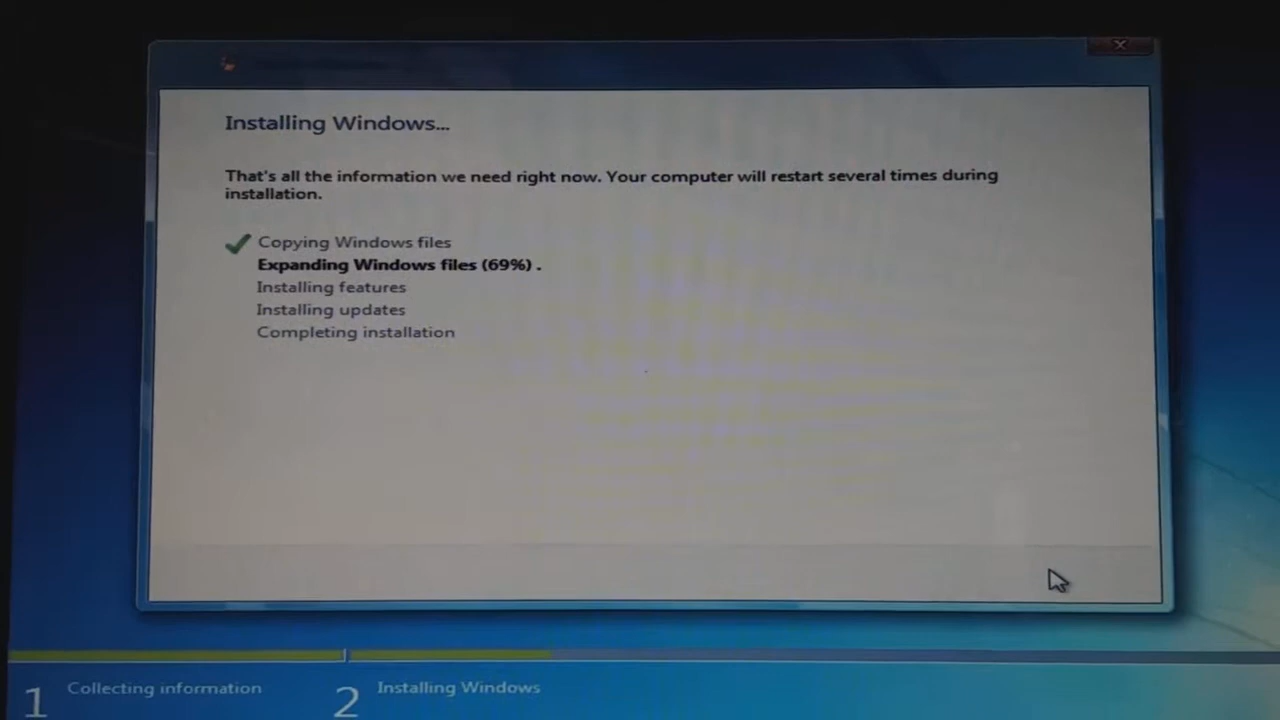 Installing Windows...
That's all the information we need right now. Your computer will restart several times during
installation.
Copying Windows files
Expanding Windows files (69%) .
Installing features
Installing updates
Completing installation
1 Collecting information
2 Installing Windows